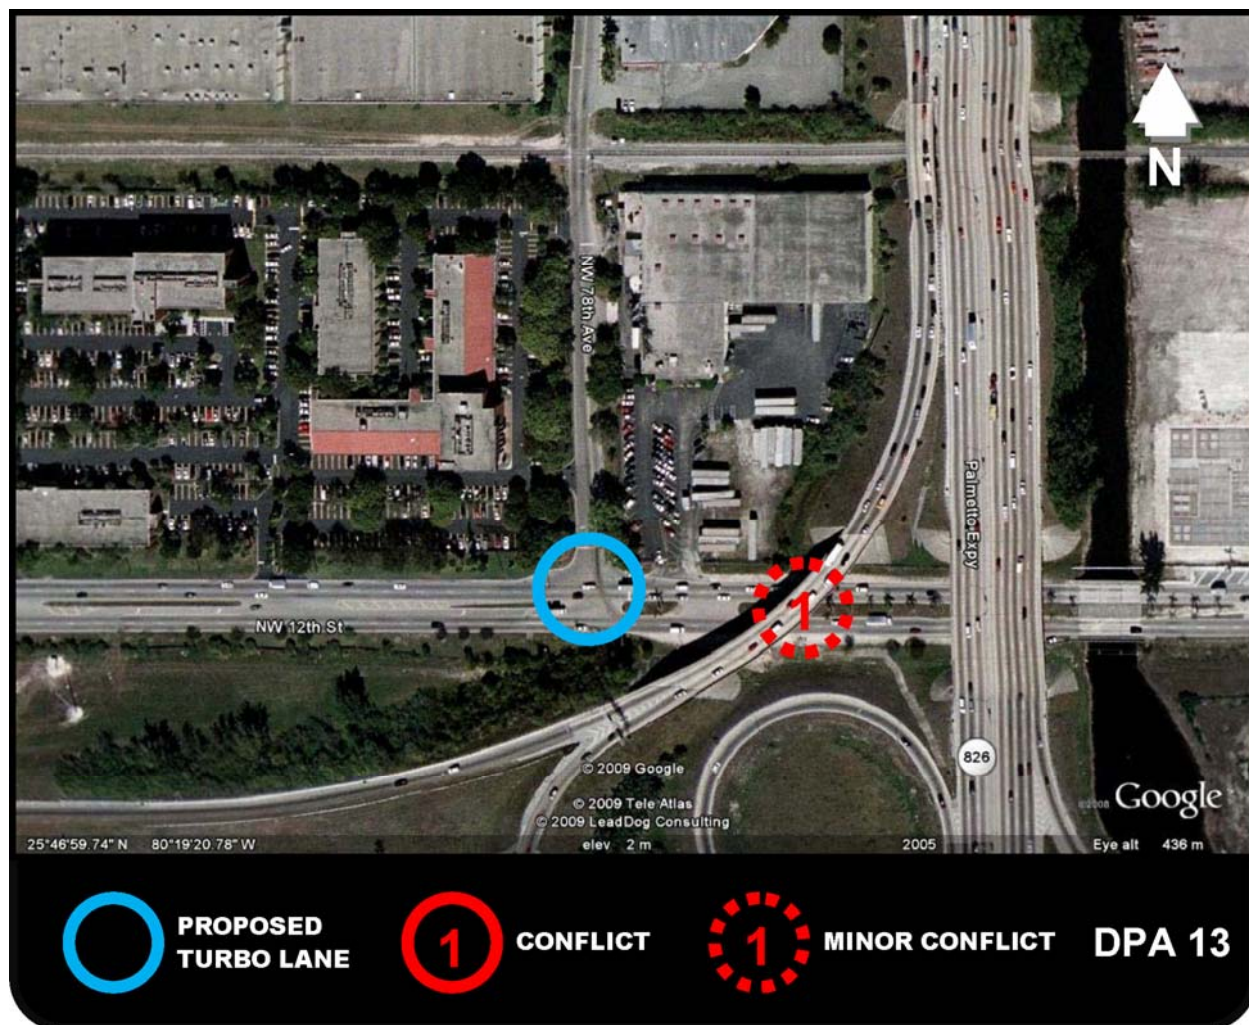 N
NW 78th Ave
Palmetto Expy
1
NW 12th St
826
© 2009 Google
© 2009 Tele Atlas
© 2009 LeadDog Consulting
©2008 Google
25°46'59.74" N 80°19'20.78" W elev 2 m 2005 Eye alt 436 m
PROPOSED
TURBO LANE
1 CONFLICT
1 MINOR CONFLICT
DPA 13